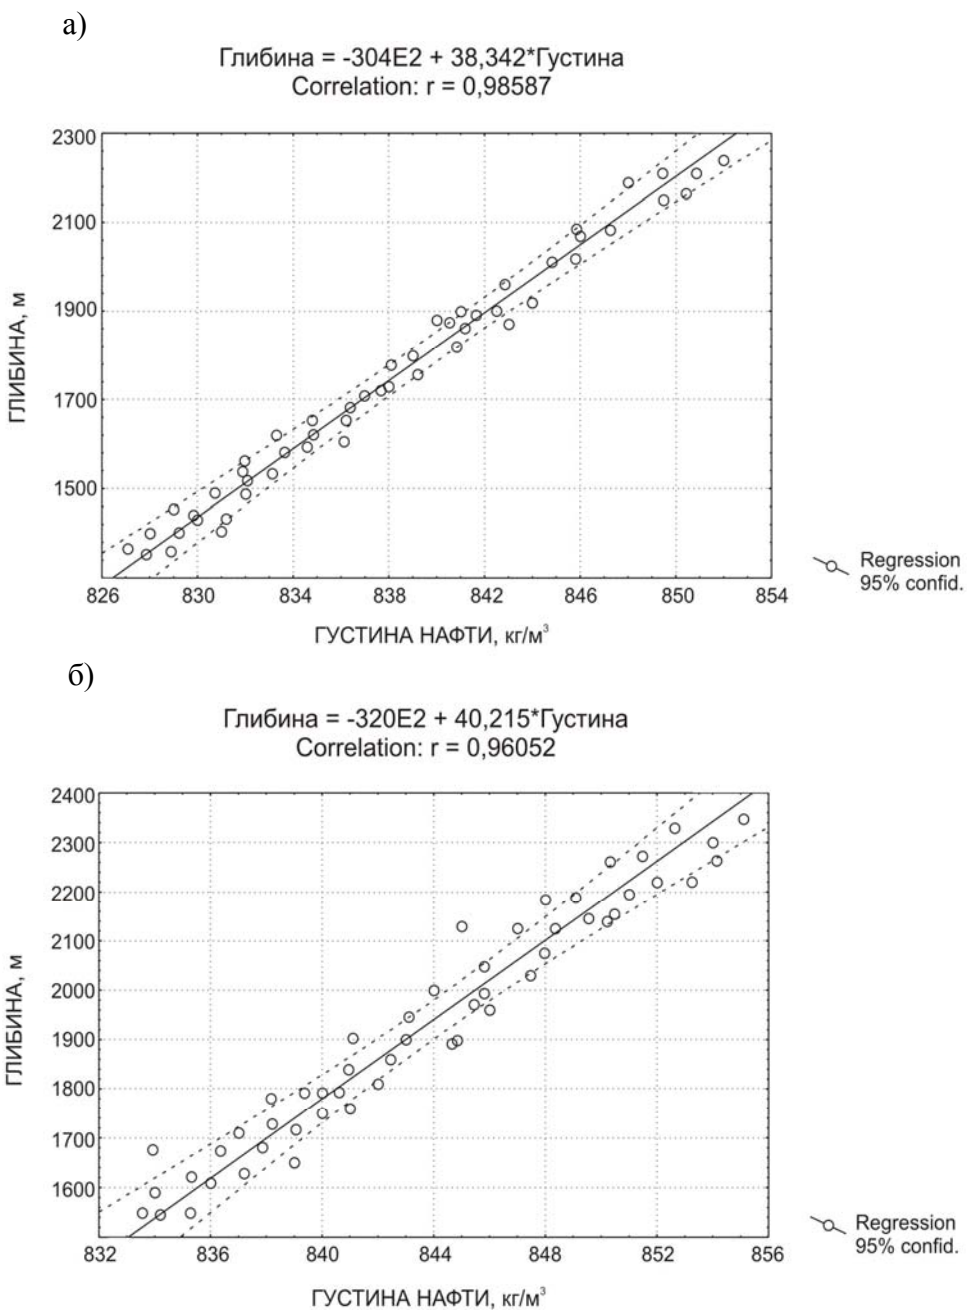 а)
Глибина = -304E2 + 38,342*Густина
Correlation: r = 0,98587
2300
2100
1900
1700
1500
ГЛИБИНА, м
826 830 834 838 842 846 850 854
ГУСТИНА НАФТИ, кг/м³
Regression
95% confid.
б)
Глибина = -320E2 + 40,215*Густина
Correlation: r = 0,96052
2400
2300
2200
2100
2000
1900
1800
1700
1600
ГЛИБИНА, м
832 836 840 844 848 852 856
ГУСТИНА НАФТИ, кг/м³
Regression
95% confid.